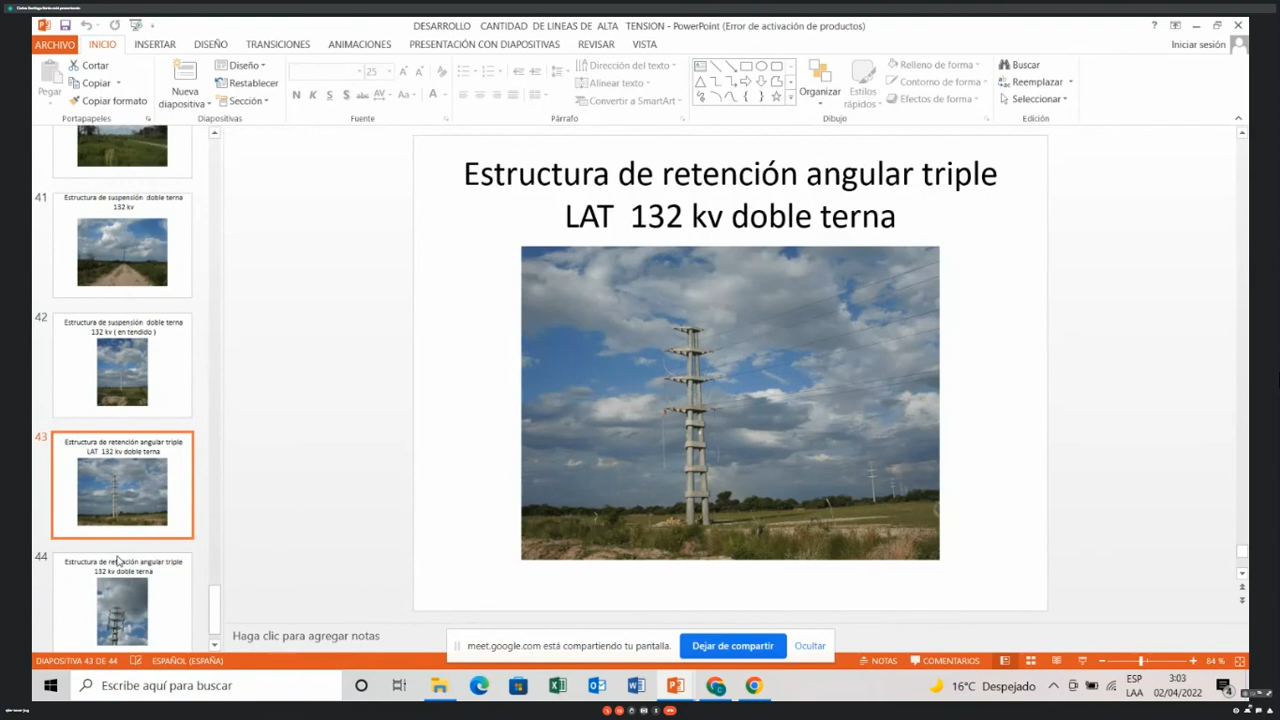 DESARROLLO CANTIDAD DE LINEAS DE ALTA TENSION - PowerPoint (Error de activación de productos)
ARCHIVO INICIO INSERTAR DISEÑO TRANSICIONES ANIMACIONES PRESENTACIÓN CON DIAPOSITIVAS REVISAR VISTA Iniciar sesión
Pegar
Cortar
Copiar
Copiar formato
Portapapeles
Nueva
diapositiva
Diseño
Restablecer
Sección
Diapositivas
25
N K S S abc AV Aa A
Fuente
Dirección del texto
Alinear texto
Convertir a SmartArt
Párrafo
Organizar
Estilos
rápidos
Relleno de forma
Contorno de forma
Efectos de forma
Dibujo
Buscar
Reemplazar
Seleccionar
Edición
41
Estructura de suspensión doble terna
132 kv
42
Estructura de suspensión doble terna
132 kv ( en tendido )
43
Estructura de retención angular triple
LAT 132 kv doble terna
44
Estructura de retención angular triple
132 kv doble terna
Estructura de retención angular triple
LAT 132 kv doble terna
Haga clic para agregar notas
meet.google.com está compartiendo tu pantalla.
Dejar de compartir
Ocultar
DIAPOSITIVA 43 DE 44 ESPAÑOL (ESPAÑA) NOTAS COMENTARIOS 84 %
Escribe aquí para buscar
16°C Despejado
ESP
LAA
3:03
02/04/2022
4